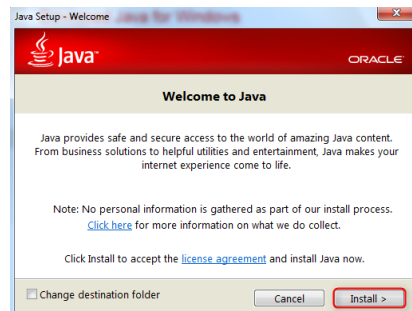 Java Setup - Welcome
Java for Windows
Java™
ORACLE
Welcome to Java
Java provides safe and secure access to the world of amazing Java content.
From business solutions to helpful utilities and entertainment, Java makes your
internet experience come to life.
Note: No personal information is gathered as part of our install process.
Click here for more information on what we do collect.
Click Install to accept the license agreement and install Java now.
Change destination folder
Cancel
Install >